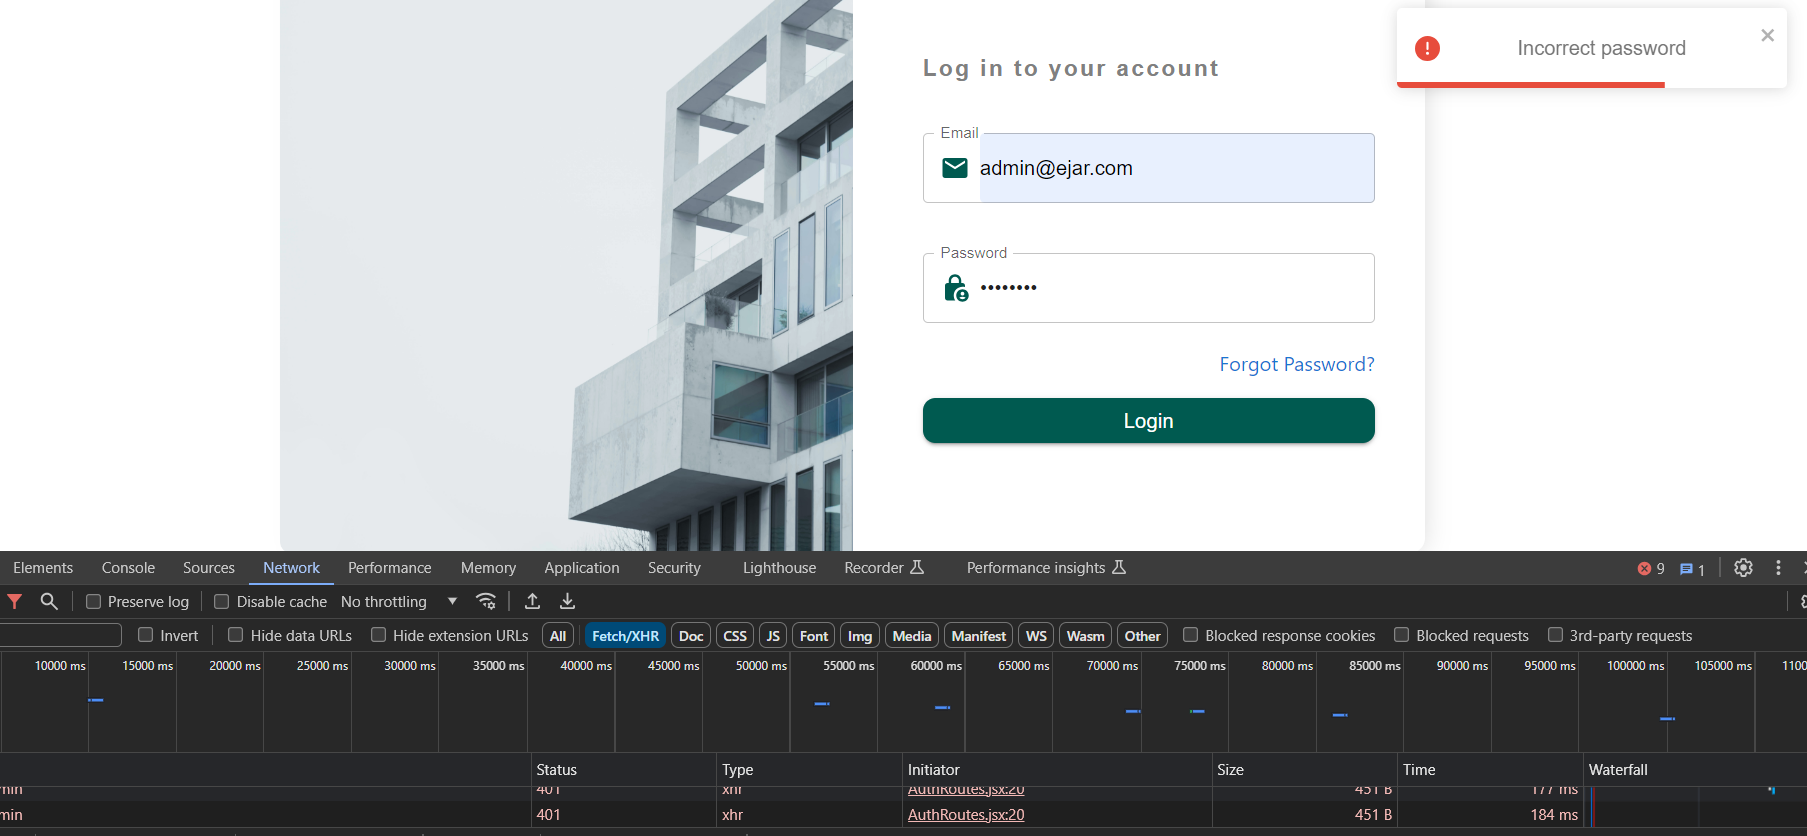 Incorrect password
Log in to your account
Email
admin@ejar.com
Password
••••••••
Forgot Password?
Login
Elements Console Sources Network Performance Memory Application Security Lighthouse Recorder Performance insights 9 1
Preserve log Disable cache No throttling
Invert Hide data URLs Hide extension URLs All Fetch/XHR Doc CSS JS Font Img Media Manifest WS Wasm Other Blocked response cookies Blocked requests 3rd-party requests
10000 ms 15000 ms 20000 ms 25000 ms 30000 ms 35000 ms 40000 ms 45000 ms 50000 ms 55000 ms 60000 ms 65000 ms 70000 ms 75000 ms 80000 ms 85000 ms 90000 ms 95000 ms 100000 ms 105000 ms 1100
Status Type Initiator Size Time Waterfall
min 401 xhr AuthRoutes.jsx:20 451 B 177 ms
min 401 xhr AuthRoutes.jsx:20 451 B 184 ms